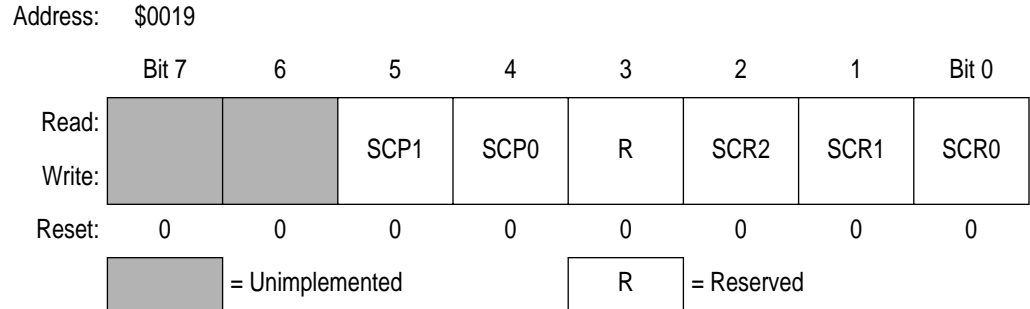 Address: $0019
Bit 7 6 5 4 3 2 1 Bit 0
Read:
SCP1 SCP0 R SCR2 SCR1 SCR0
Write:
Reset: 0 0 0 0 0 0 0 0
= Unimplemented R = Reserved